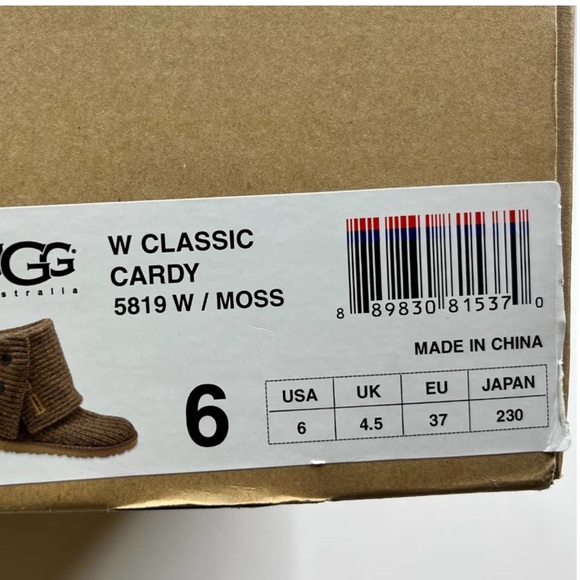 UGG®
australia
W CLASSIC
CARDY
5819 W / MOSS
8 89830 81537 0
MADE IN CHINA
6
USA UK EU JAPAN
6 4.5 37 230